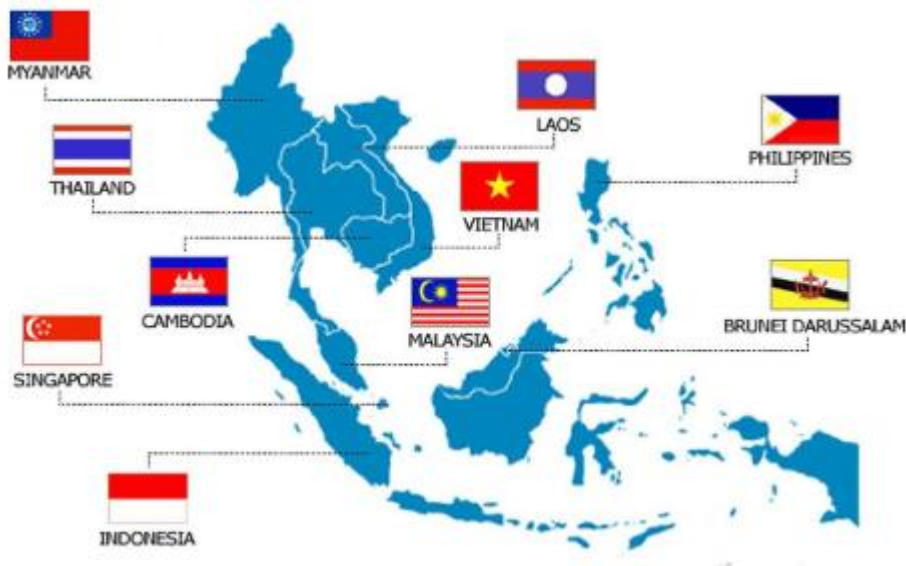 MYANMAR
LAOS
PHILIPPINES
THAILAND
VIETNAM
CAMBODIA
MALAYSIA
BRUNEI DARUSSALAM
SINGAPORE
INDONESIA